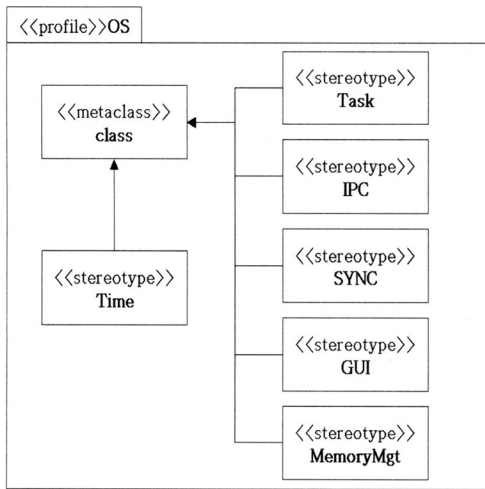 <<profile>>OS
<<metaclass>>
class
<<stereotype>>
Time
<<stereotype>>
Task
<<stereotype>>
IPC
<<stereotype>>
SYNC
<<stereotype>>
GUI
<<stereotype>>
MemoryMgt